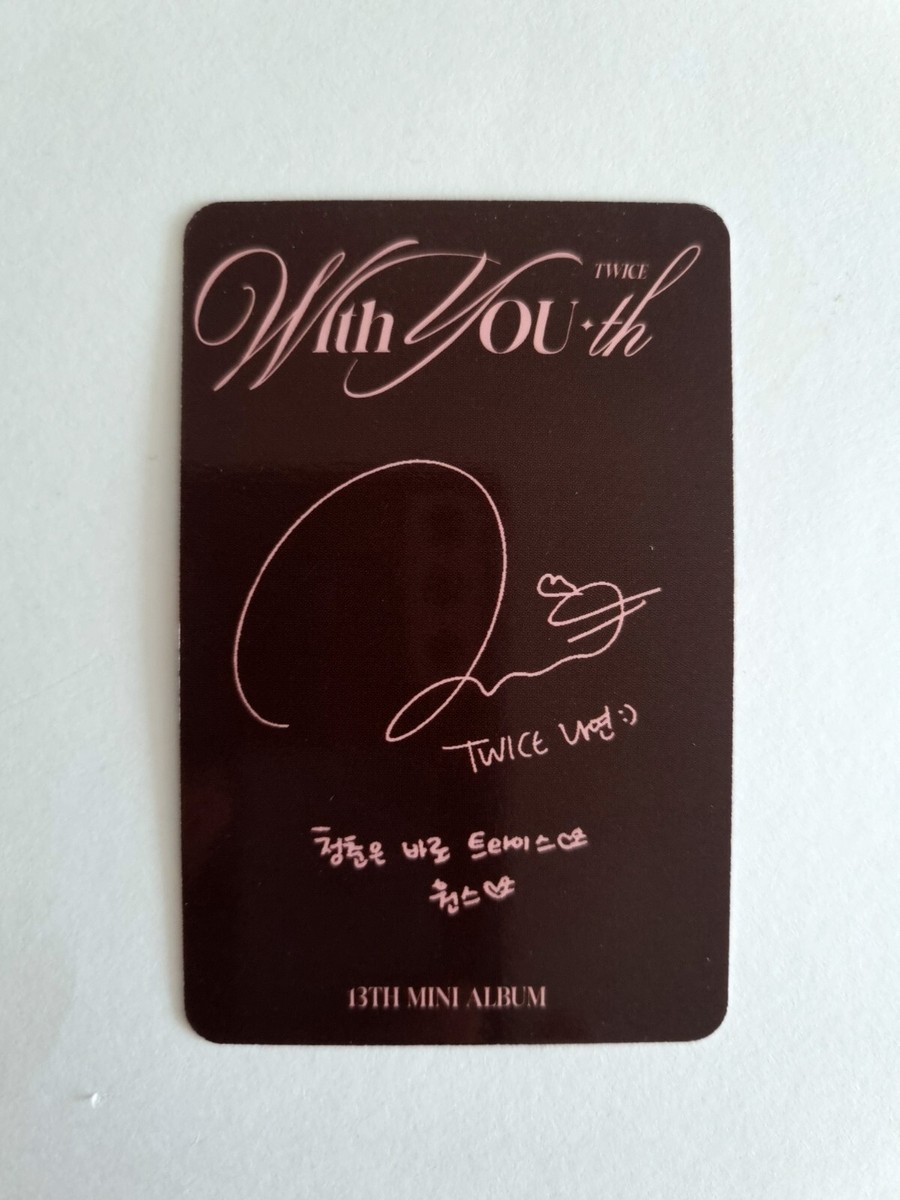 TWICE
With YOU-th
TWICE 나연:)
청춘은 바로 트와이스♡
원스♡
13TH MINI ALBUM